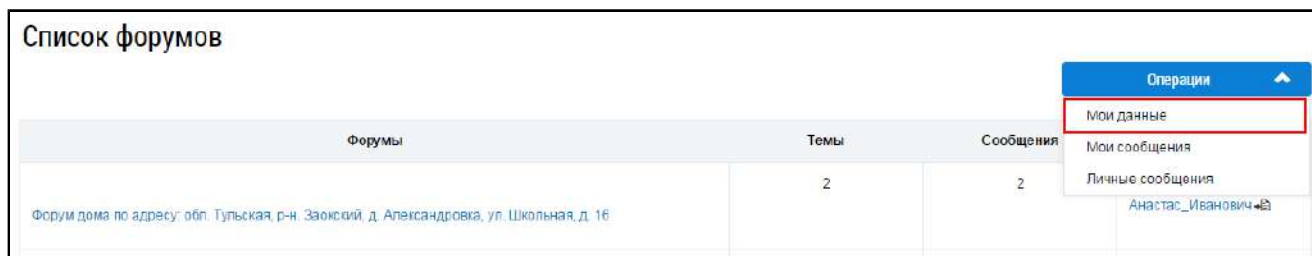 Список форумов
Операции
Мои данные
Форумы Темы Сообщения
Мои сообщения
2 2 Личные сообщения
Форум дома по адресу: обл. Тульская, р-н. Заокский, д. Александровка, ул. Школьная, д. 16
Анастас_Иванович